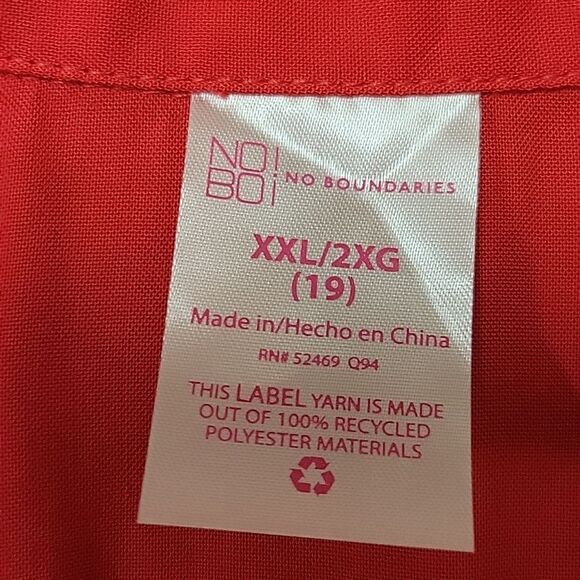 NO!
BO¡ NO BOUNDARIES
XXL/2XG
(19)
Made in/Hecho en China
RN# 52469 Q94
THIS LABEL YARN IS MADE
OUT OF 100% RECYCLED
POLYESTER MATERIALS